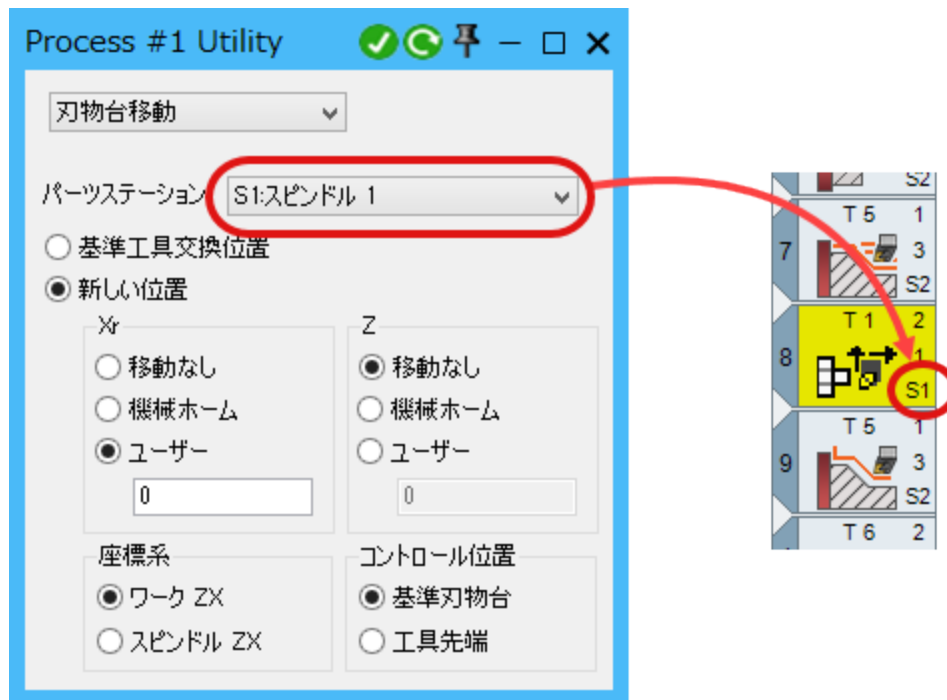 Process #1 Utility
刃物台移動
パーツステーション S1:スピンドル 1
基準工具交換位置
新しい位置
Xr
移動なし
機械ホーム
ユーザー
0
Z
移動なし
機械ホーム
ユーザー
0
座標系
ワーク ZX
スピンドル ZX
コントロール位置
基準刃物台
工具先端
S2
7
T 5 1
3
S2
8
T 1 2
1
S1
9
T 5 1
3
S2
T 6 2